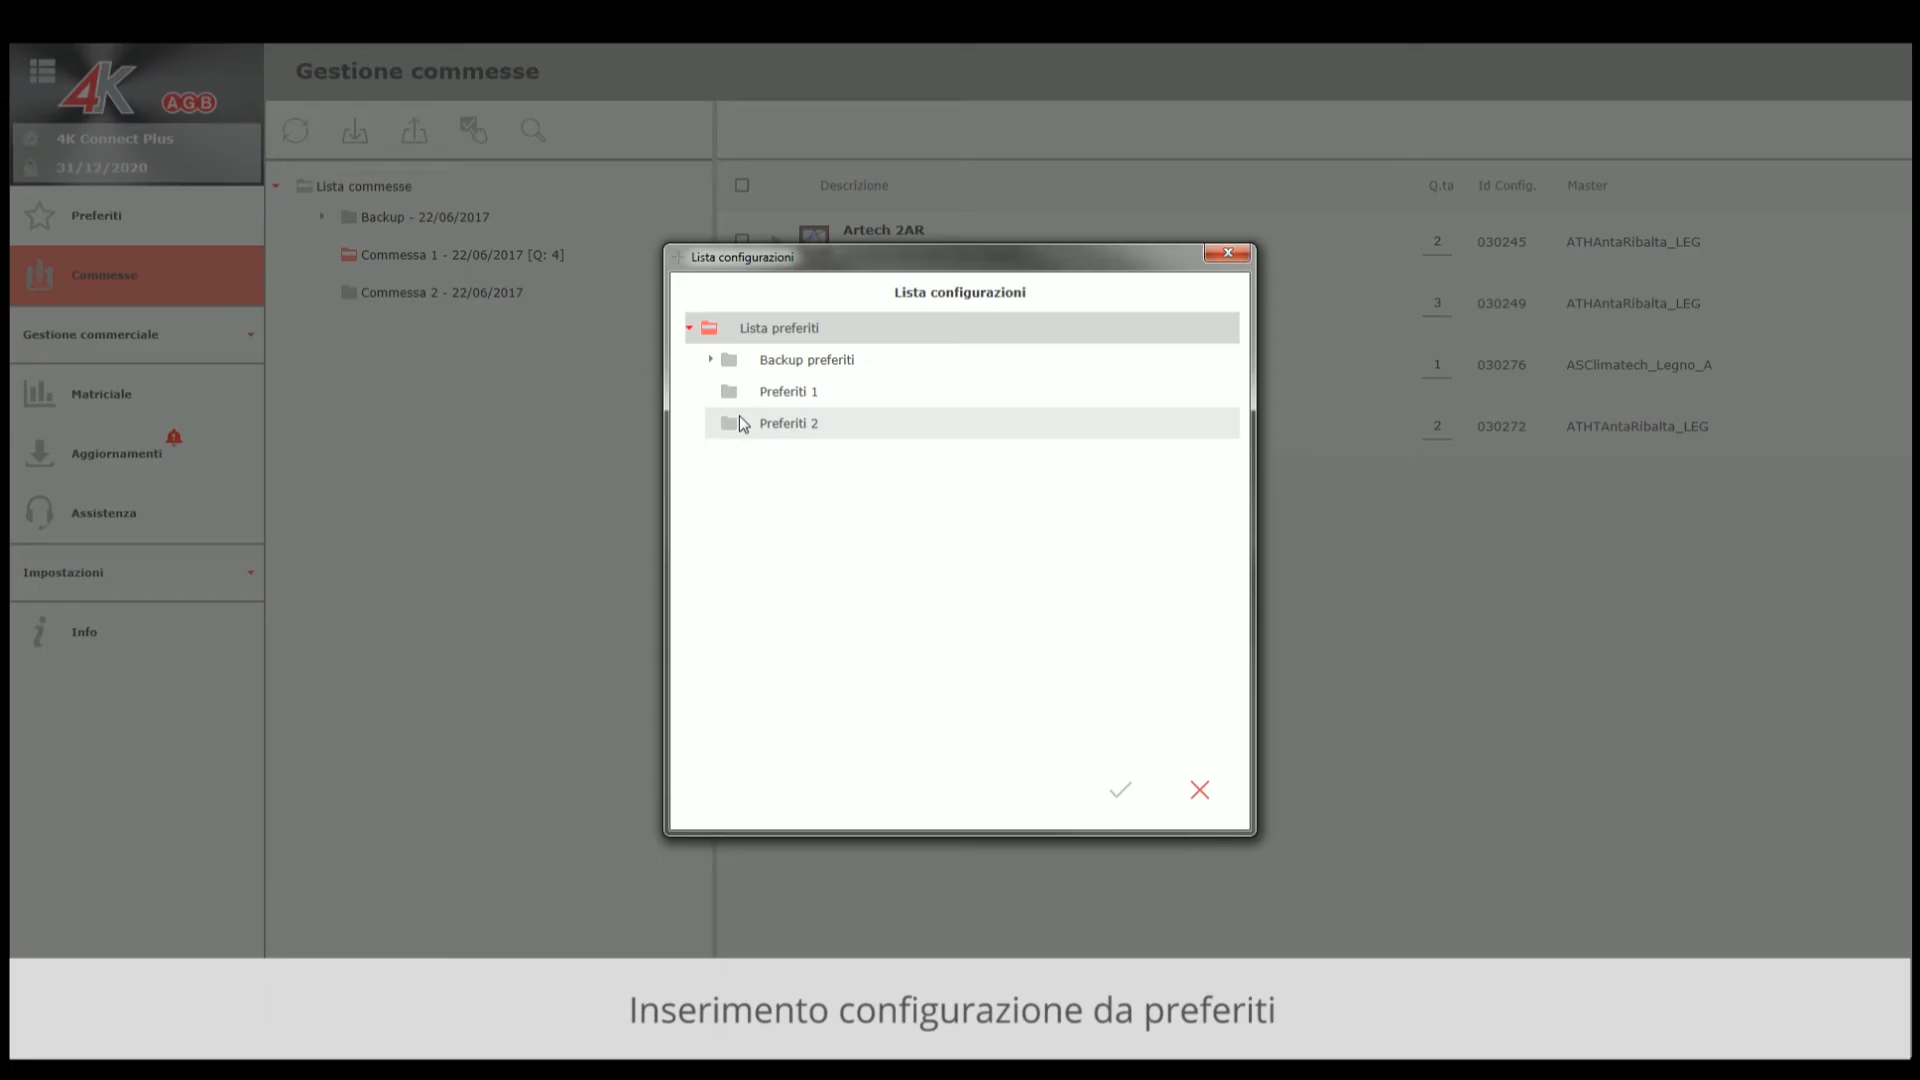 Gestione commesse
4K
AGB
4K Connect Plus
31/12/2020
Preferiti
Commesse
Gestione commerciale
Matriciale
Aggiornamenti
Assistenza
Impostazioni
Info
Lista commesse
Backup - 22/06/2017
Commessa 1 - 22/06/2017 [Q: 4]
Commessa 2 - 22/06/2017
Descrizione Q.ta Id Config. Master
Artech 2AR
2 030245 ATHAntaRibalta_LEG
3 030249 ATHAntaRibalta_LEG
1 030276 ASClimatech_Legno_A
2 030272 ATHTAntaRibalta_LEG
Lista configurazioni
Lista configurazioni
Lista preferiti
Backup preferiti
Preferiti 1
Preferiti 2
Inserimento configurazione da preferiti